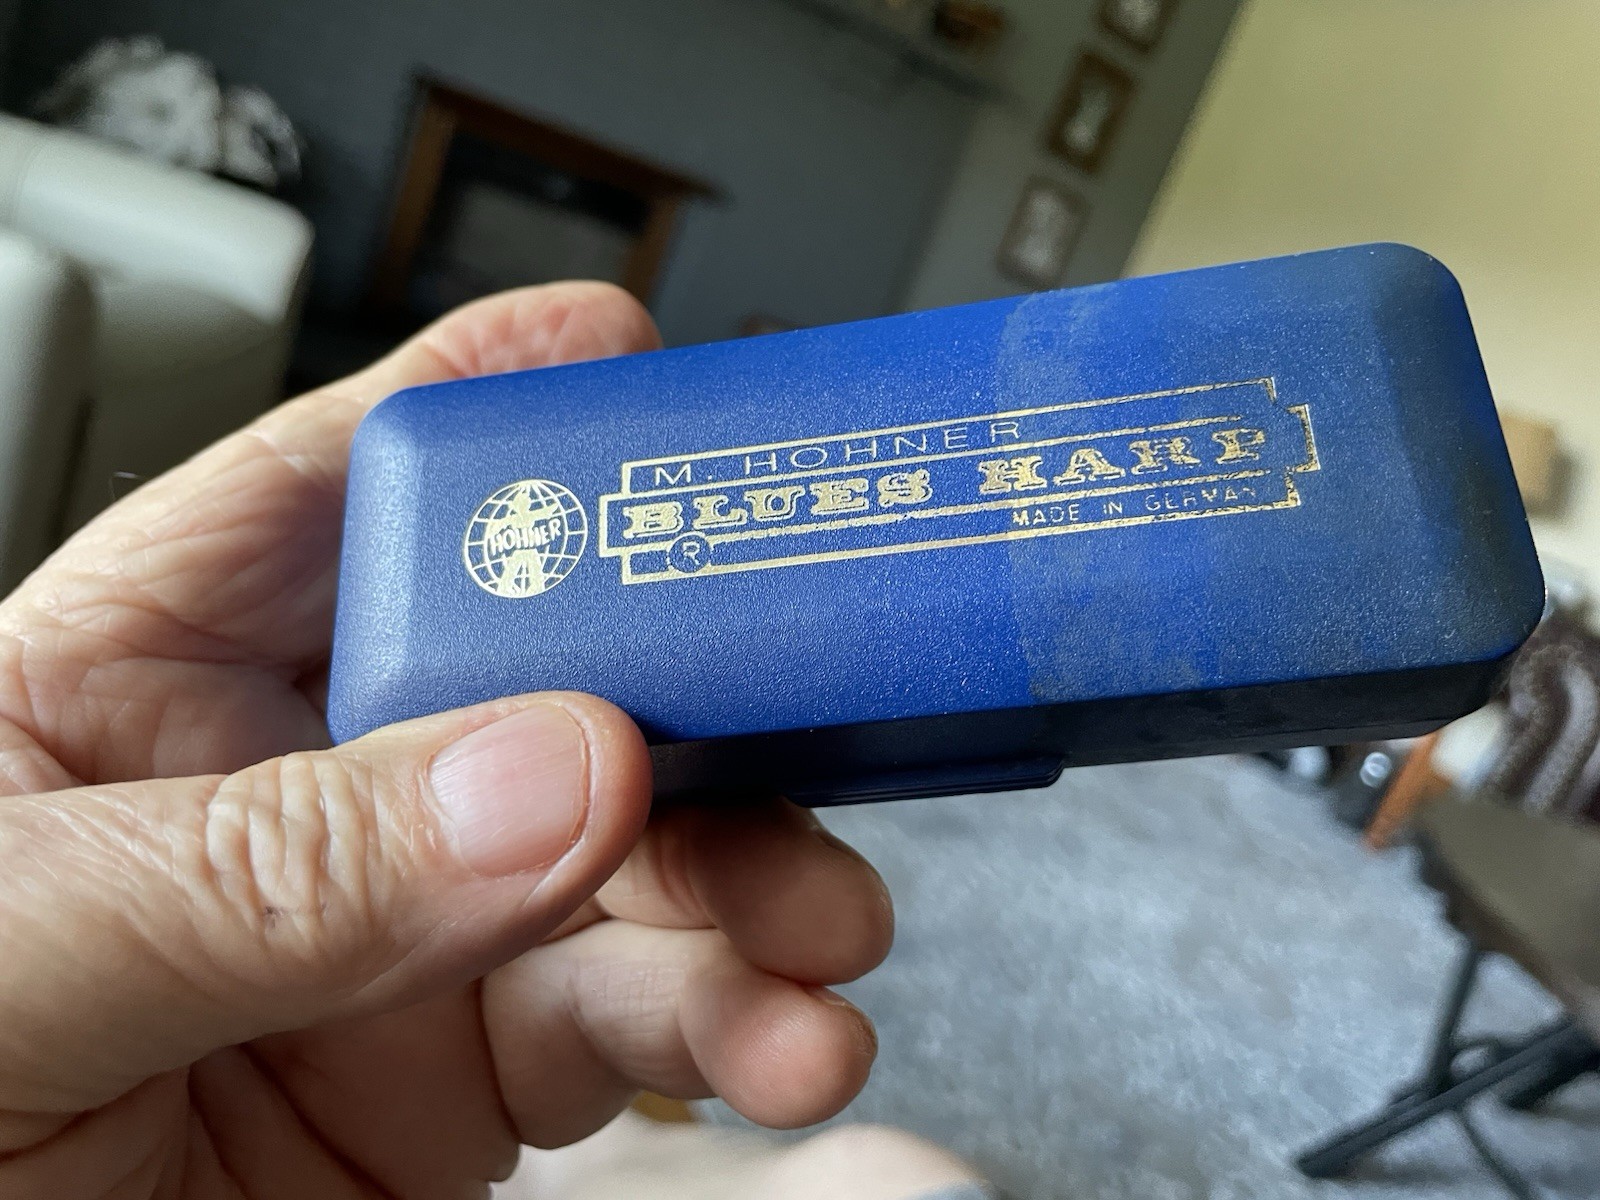 HOHNER
M. HOHNER
BLUES HARP
MADE IN GERMANY
®